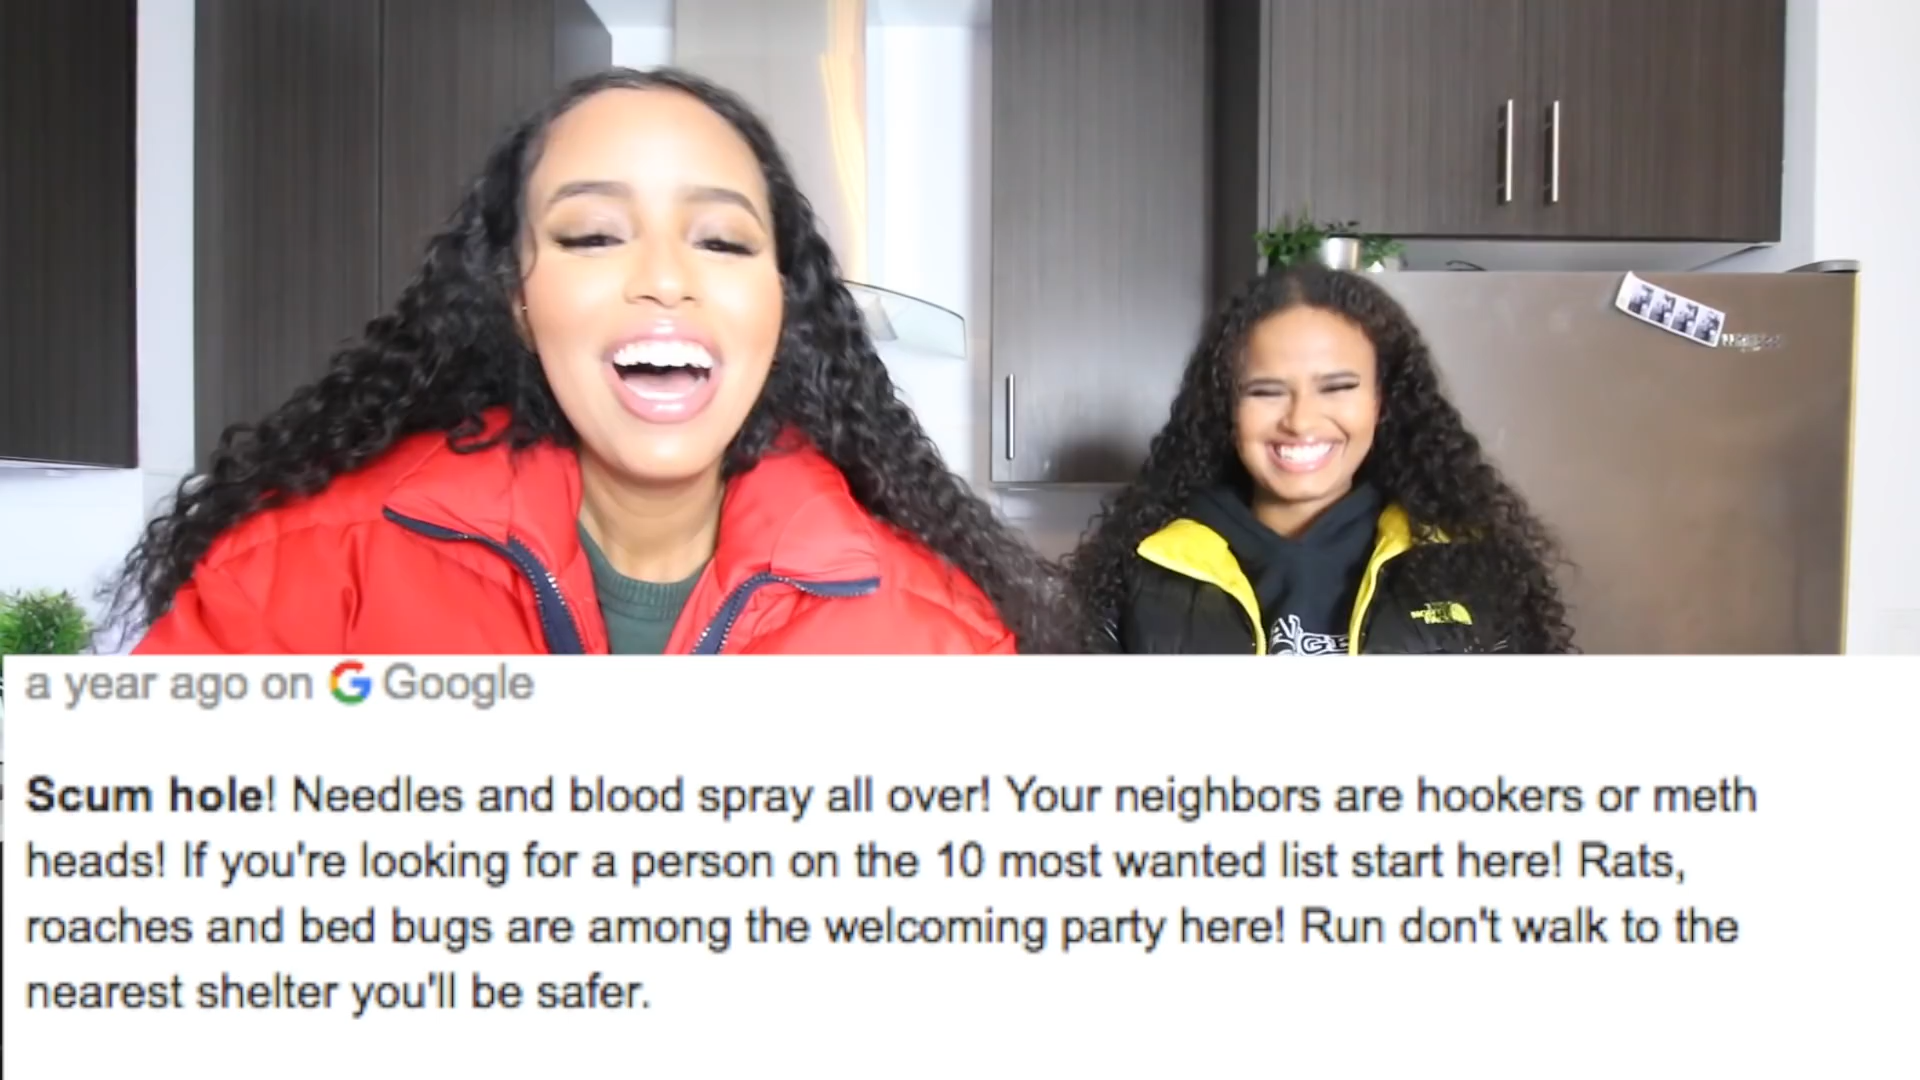 a year ago on Google
Scum hole! Needles and blood spray all over! Your neighbors are hookers or meth
heads! If you're looking for a person on the 10 most wanted list start here! Rats,
roaches and bed bugs are among the welcoming party here! Run don't walk to the
nearest shelter you'll be safer.